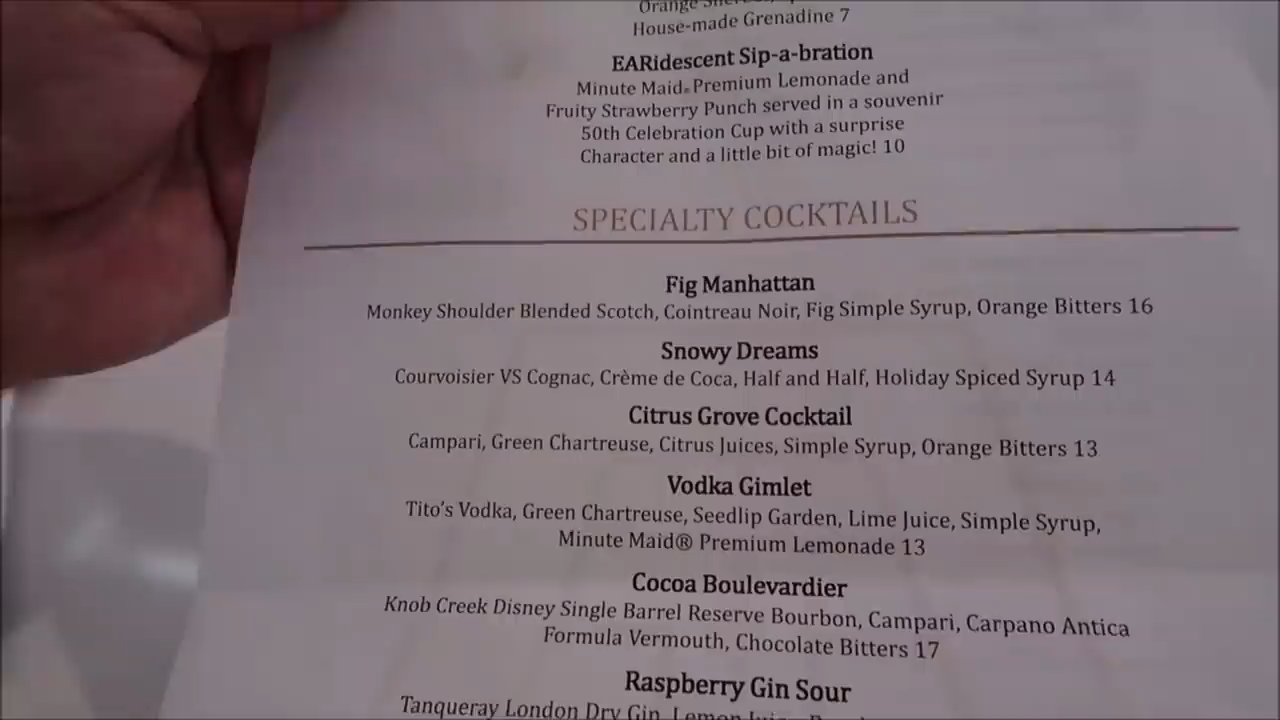 Orange
House-made Grenadine 7
EARidescent Sip-a-bration
Minute Maid® Premium Lemonade and
Fruity Strawberry Punch served in a souvenir
50th Celebration Cup with a surprise
Character and a little bit of magic! 10
SPECIALTY COCKTAILS
Fig Manhattan
Monkey Shoulder Blended Scotch, Cointreau Noir, Fig Simple Syrup, Orange Bitters 16
Snowy Dreams
Courvoisier VS Cognac, Crème de Coca, Half and Half, Holiday Spiced Syrup 14
Citrus Grove Cocktail
Campari, Green Chartreuse, Citrus Juices, Simple Syrup, Orange Bitters 13
Vodka Gimlet
Tito's Vodka, Green Chartreuse, Seedlip Garden, Lime Juice, Simple Syrup,
Minute Maid® Premium Lemonade 13
Cocoa Boulevardier
Knob Creek Disney Single Barrel Reserve Bourbon, Campari, Carpano Antica
Formula Vermouth, Chocolate Bitters 17
Raspberry Gin Sour
Tanqueray London Dry Gin, Lemon Juice,